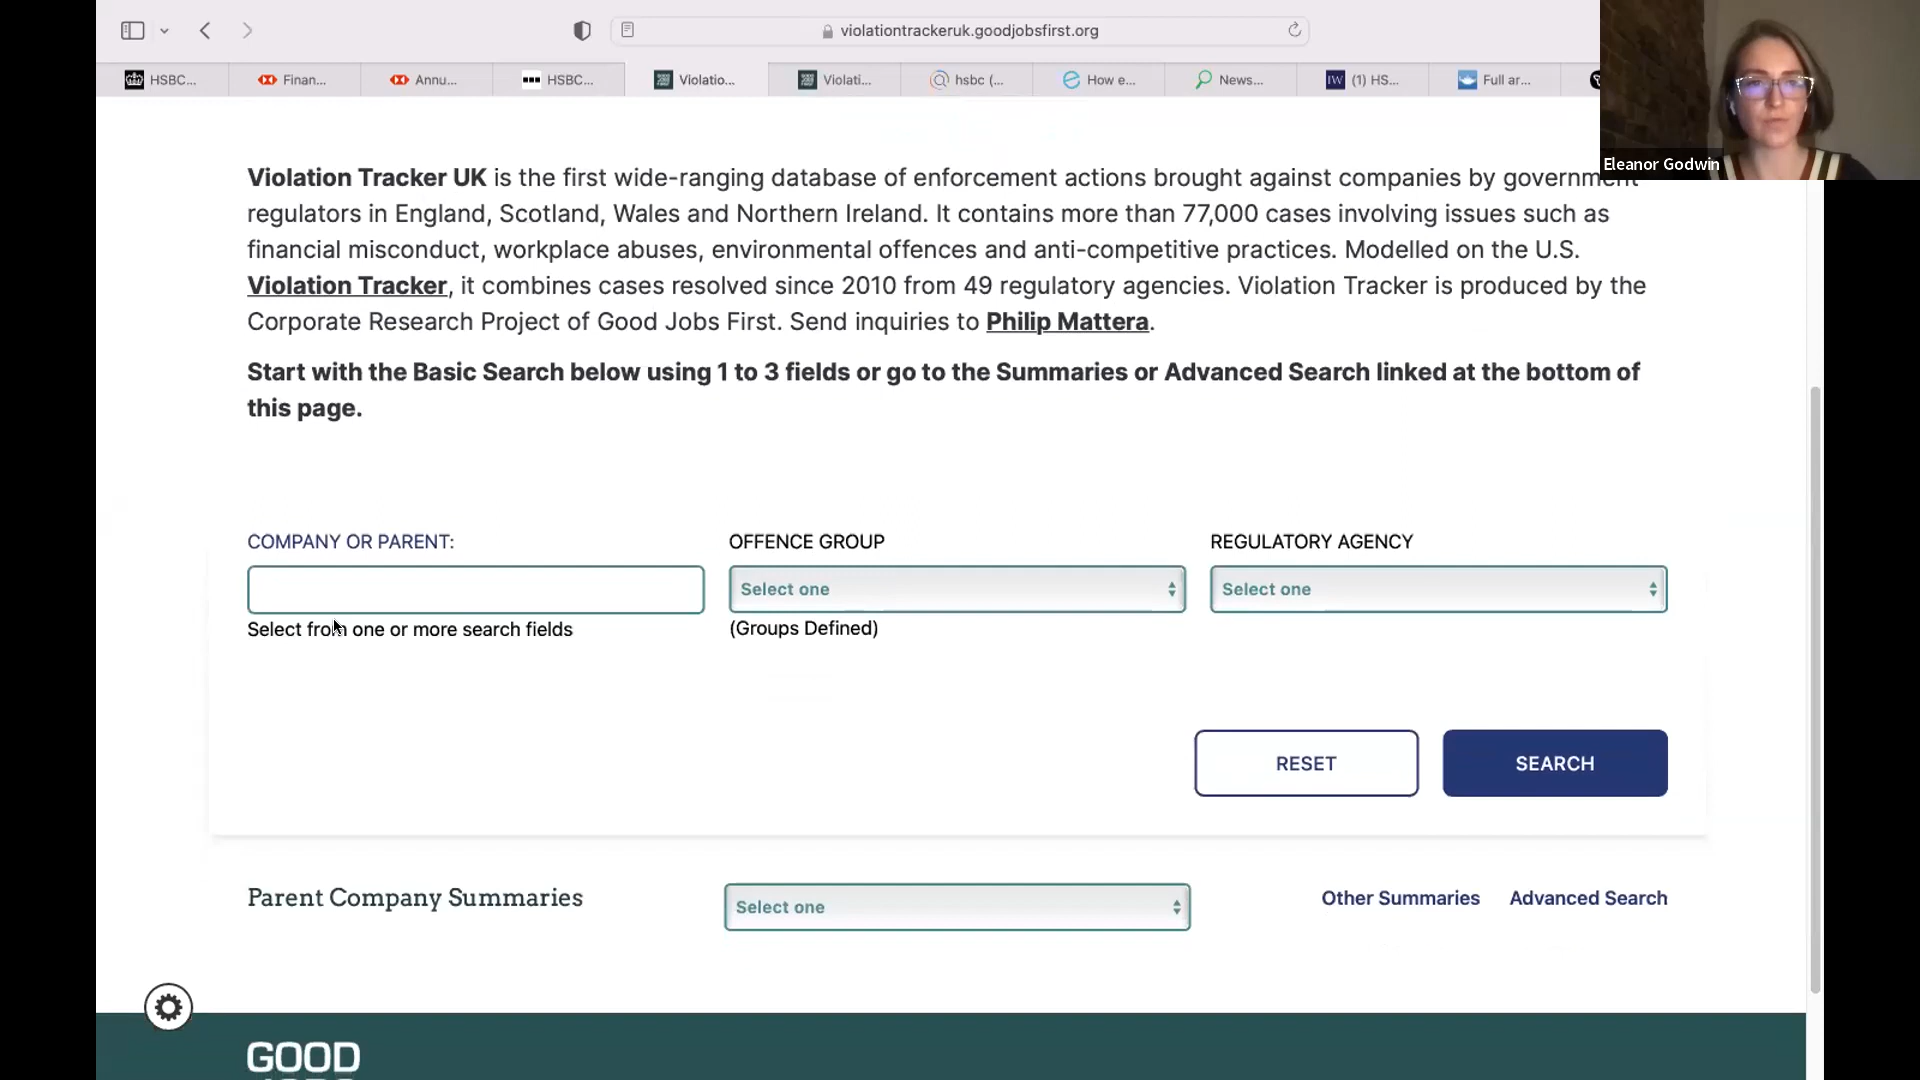 violationtrackeruk.goodjobsfirst.org
HSBC...
Finan...
Annu...
HSBC...
Violatio...
Violati...
hsbc (...
How e...
News...
IW
(1) HS...
Full ar...
Eleanor Godwin
Violation Tracker UK is the first wide-ranging database of enforcement actions brought against companies by government
regulators in England, Scotland, Wales and Northern Ireland. It contains more than 77,000 cases involving issues such as
financial misconduct, workplace abuses, environmental offences and anti-competitive practices. Modelled on the U.S.
Violation Tracker, it combines cases resolved since 2010 from 49 regulatory agencies. Violation Tracker is produced by the
Corporate Research Project of Good Jobs First. Send inquiries to Philip Mattera.
Start with the Basic Search below using 1 to 3 fields or go to the Summaries or Advanced Search linked at the bottom of
this page.
COMPANY OR PARENT:
OFFENCE GROUP
REGULATORY AGENCY
Select one
Select one
Select from one or more search fields
(Groups Defined)
RESET
SEARCH
Parent Company Summaries
Select one
Other Summaries
Advanced Search
GOOD